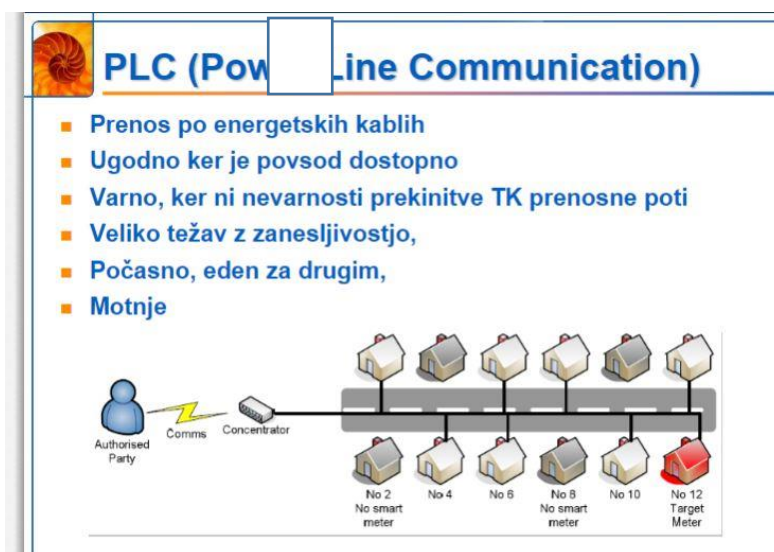 PLC (Pow Line Communication)
Prenos po energetskih kablih
Ugodno ker je povsod dostopno
Varno, ker ni nevarnosti prekinitve TK prenosne poti
Veliko težav z zanesljivostjo,
Počasno, eden za drugim,
Motnje
Authorised
Party
Comms
Concentrator
No 2
No smart
meter
No 4
No 6
No 8
No smart
meter
No 10
No 12
Target
Meter